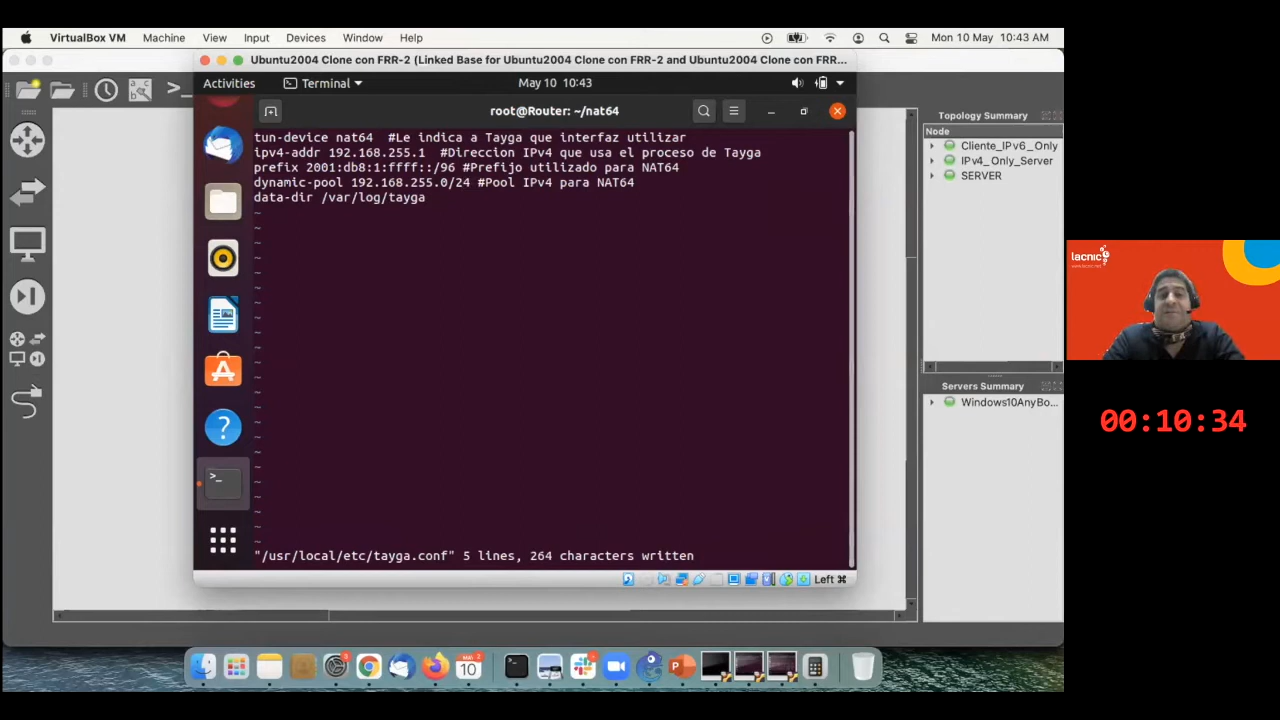 VirtualBox VM Machine View Input Devices Window Help Mon 10 May 10:43 AM
Ubuntu2004 Clone con FRR-2 (Linked Base for Ubuntu2004 Clone con FRR-2 and Ubuntu2004 Clone con FRR...
Activities Terminal May 10 10:43
root@Router: ~/nat64
tun-device nat64 #Le indica a Tayga que interfaz utilizar
ipv4-addr 192.168.255.1 #Direccion IPv4 que usa el proceso de Tayga
prefix 2001:db8:1:ffff::/96 #Prefijo utilizado para NAT64
dynamic-pool 192.168.255.0/24 #Pool IPv4 para NAT64
data-dir /var/log/tayga
"/usr/local/etc/tayga.conf" 5 lines, 264 characters written
Left ⌘
Topology Summary
Node
Cliente_IPv6_Only
IPv4_Only_Server
SERVER
Servers Summary
Windows10AnyBo...
lacnic
00:10:34
MAY
10